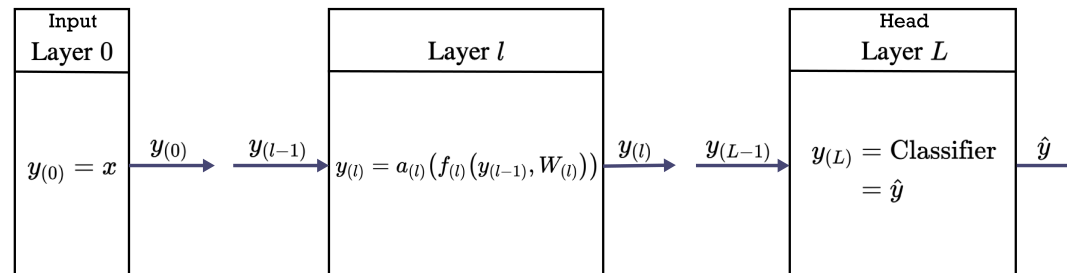 Input
Layer 0
y_{(0)} = x
y_{(0)}
y_{(l-1)}
Layer l
y_{(l)} = a_{(l)}(f_{(l)}(y_{(l-1)}, W_{(l)}))
y_{(l)}
y_{(L-1)}
Head
Layer L
y_{(L)} = Classifier
= ŷ
ŷ